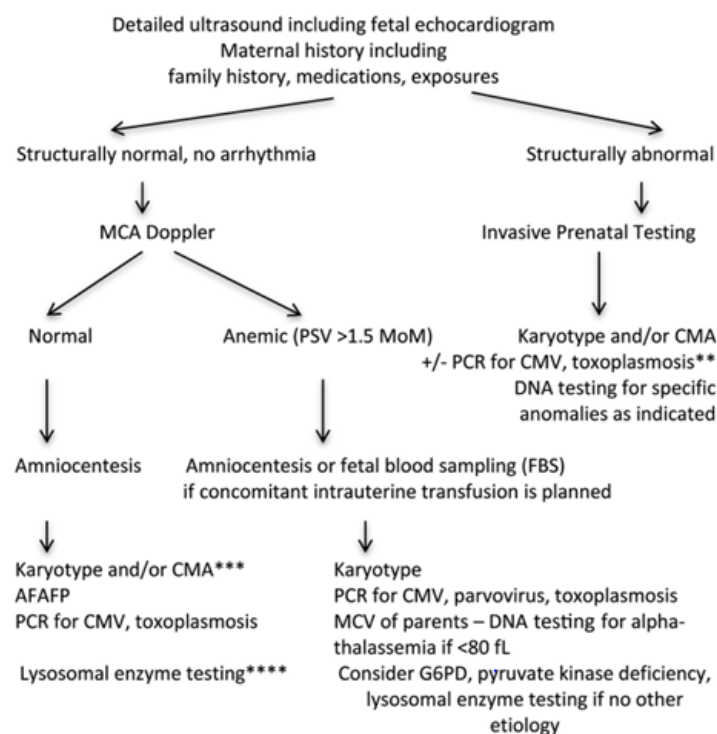 Detailed ultrasound including fetal echocardiogram
Maternal history including
family history, medications, exposures
Structurally normal, no arrhythmia
Structurally abnormal
MCA Doppler
Invasive Prenatal Testing
Normal
Anemic (PSV >1.5 MoM)
Karyotype and/or CMA
+/- PCR for CMV, toxoplasmosis**
DNA testing for specific
anomalies as indicated
Amniocentesis
Amniocentesis or fetal blood sampling (FBS)
if concomitant intrauterine transfusion is planned
Karyotype and/or CMA***
AFAFP
PCR for CMV, toxoplasmosis
Lysosomal enzyme testing****
Karyotype
PCR for CMV, parvovirus, toxoplasmosis
MCV of parents – DNA testing for alpha-
thalassemia if <80 fL
Consider G6PD, pyruvate kinase deficiency,
lysosomal enzyme testing if no other
etiology